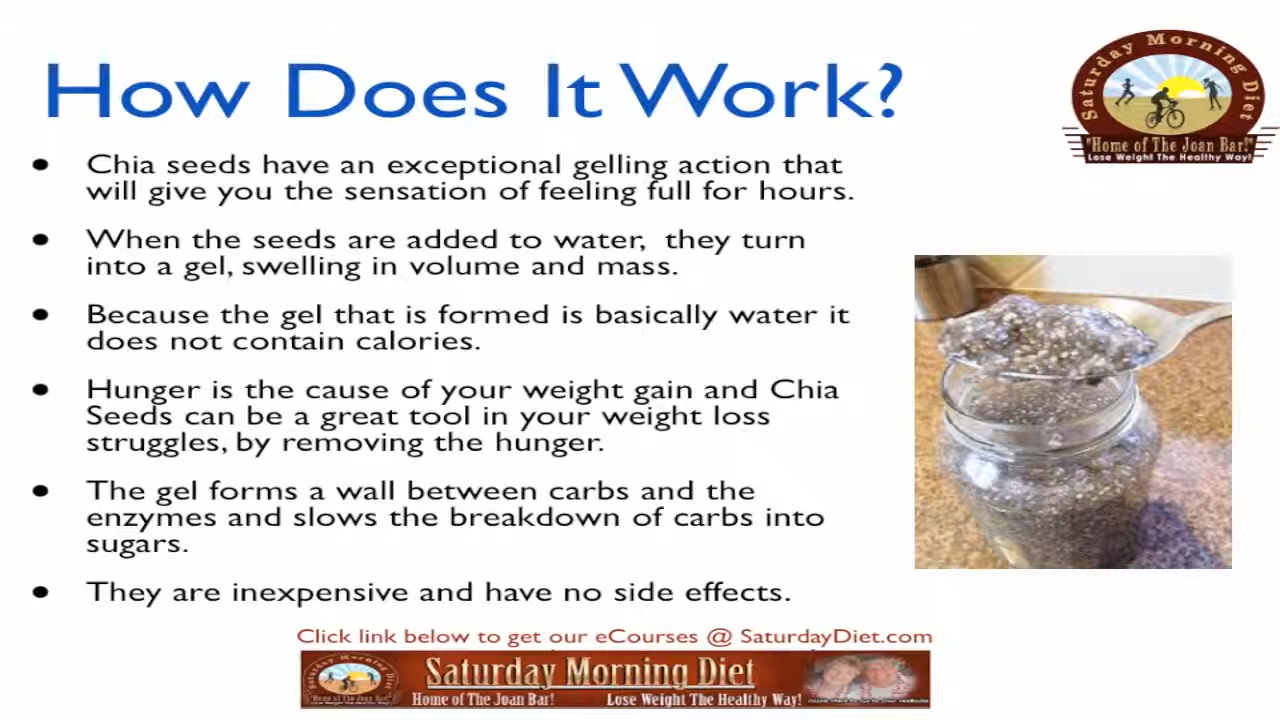 How Does It Work?
Saturday Morning Diet
"Home of The Joan Bar!"
Lose Weight The Healthy Way!
● Chia seeds have an exceptional gelling action that
will give you the sensation of feeling full for hours.
● When the seeds are added to water, they turn
into a gel, swelling in volume and mass.
● Because the gel that is formed is basically water it
does not contain calories.
● Hunger is the cause of your weight gain and Chia
Seeds can be a great tool in your weight loss
struggles, by removing the hunger.
● The gel forms a wall between carbs and the
enzymes and slows the breakdown of carbs into
sugars.
● They are inexpensive and have no side effects.
Click link below to get our eCourses @ SaturdayDiet.com
Saturday Morning Diet
Home of The Joan Bar! Lose Weight The Healthy Way!